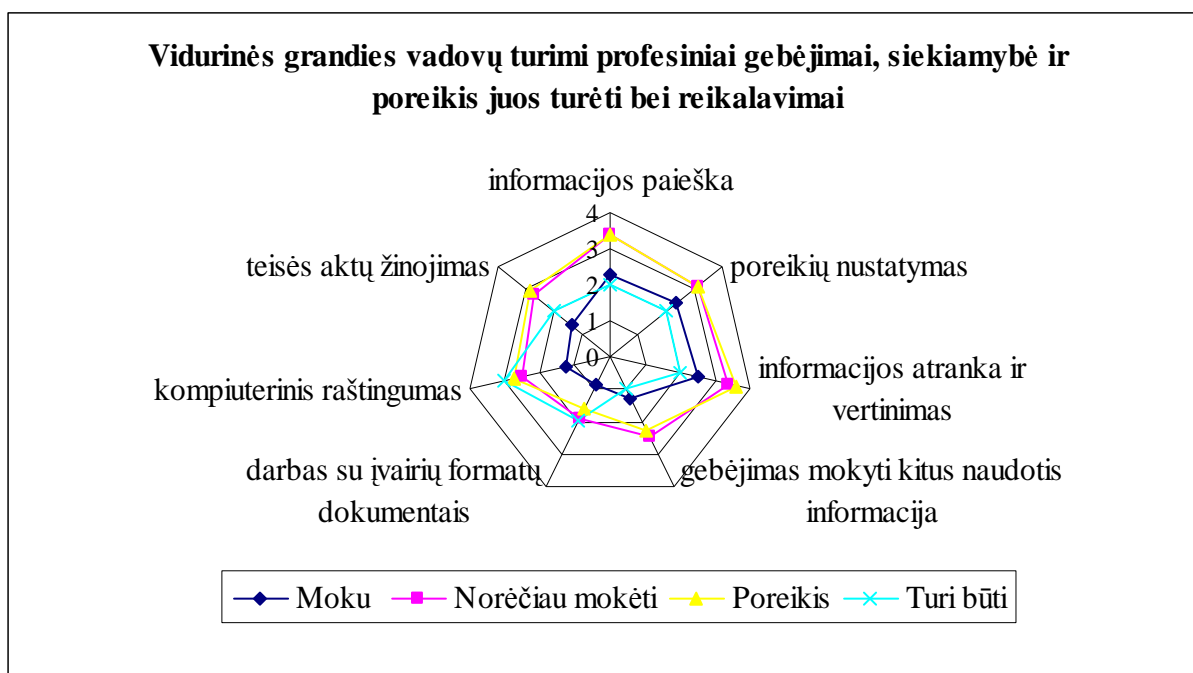 Vidurinės grandies vadovų turimi profesiniai gebėjimai, siekiamybė ir
poreikis juos turėti bei reikalavimai
informacijos paieška
4
3
2
1
0
poreikių nustatymas
informacijos atranka ir
vertinimas
gebėjimas mokyti kitus naudotis
informacija
darbas su įvairių formatų
dokumentais
kompiuterinis raštingumas
teisės aktų žinojimas
Moku
Norėčiau mokėti
Poreikis
Turi būti